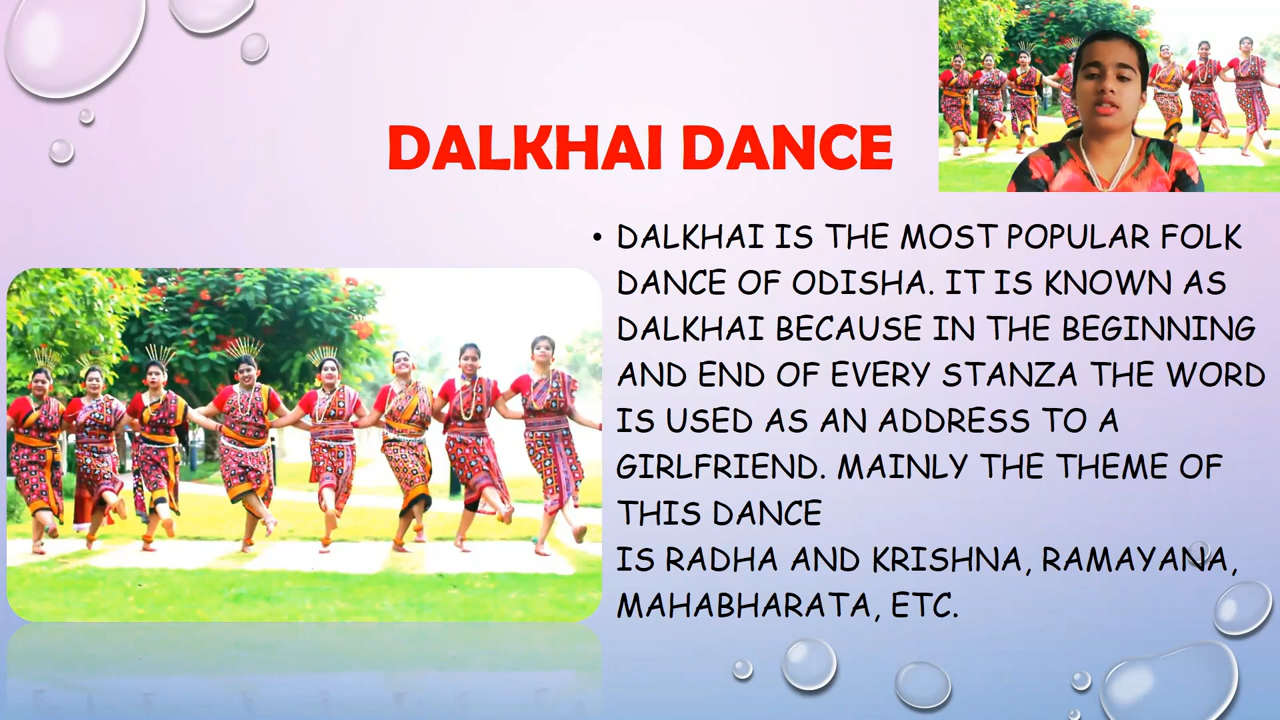 DALKHAI DANCE
• DALKHAI IS THE MOST POPULAR FOLK
DANCE OF ODISHA. IT IS KNOWN AS
DALKHAI BECAUSE IN THE BEGINNING
AND END OF EVERY STANZA THE WORD
IS USED AS AN ADDRESS TO A
GIRLFRIEND. MAINLY THE THEME OF
THIS DANCE
IS RADHA AND KRISHNA, RAMAYANA,
MAHABHARATA, ETC.